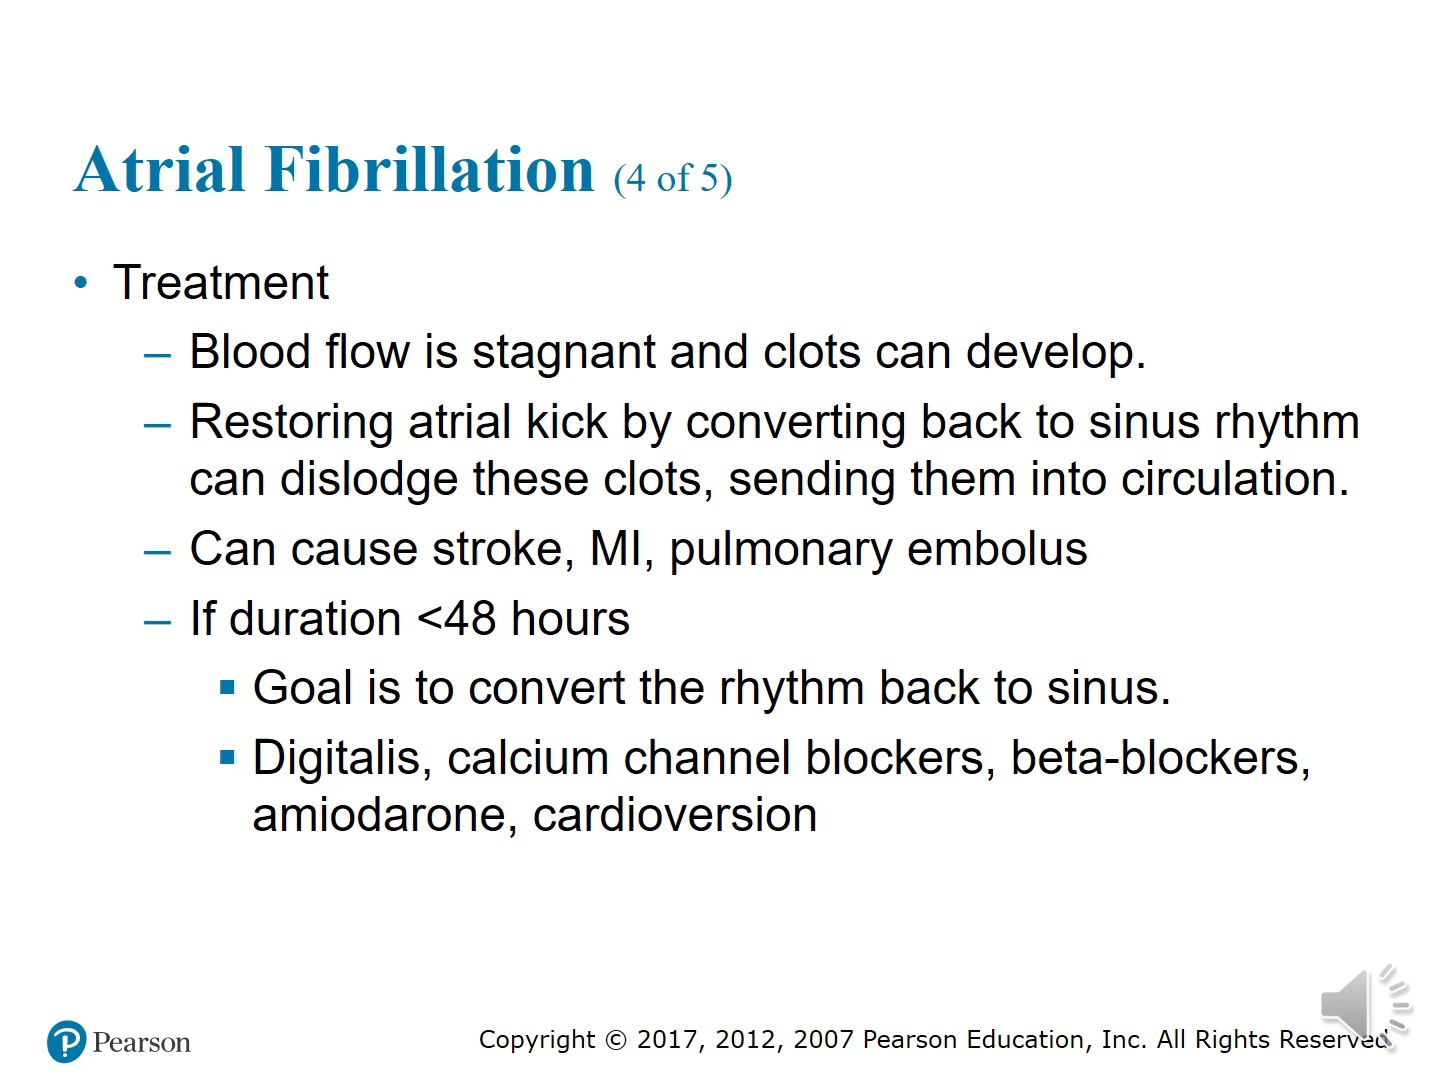 Atrial Fibrillation (4 of 5)
• Treatment
– Blood flow is stagnant and clots can develop.
– Restoring atrial kick by converting back to sinus rhythm
can dislodge these clots, sending them into circulation.
– Can cause stroke, MI, pulmonary embolus
– If duration <48 hours
▪ Goal is to convert the rhythm back to sinus.
▪ Digitalis, calcium channel blockers, beta-blockers,
amiodarone, cardioversion
Pearson
Copyright © 2017, 2012, 2007 Pearson Education, Inc. All Rights Reserved